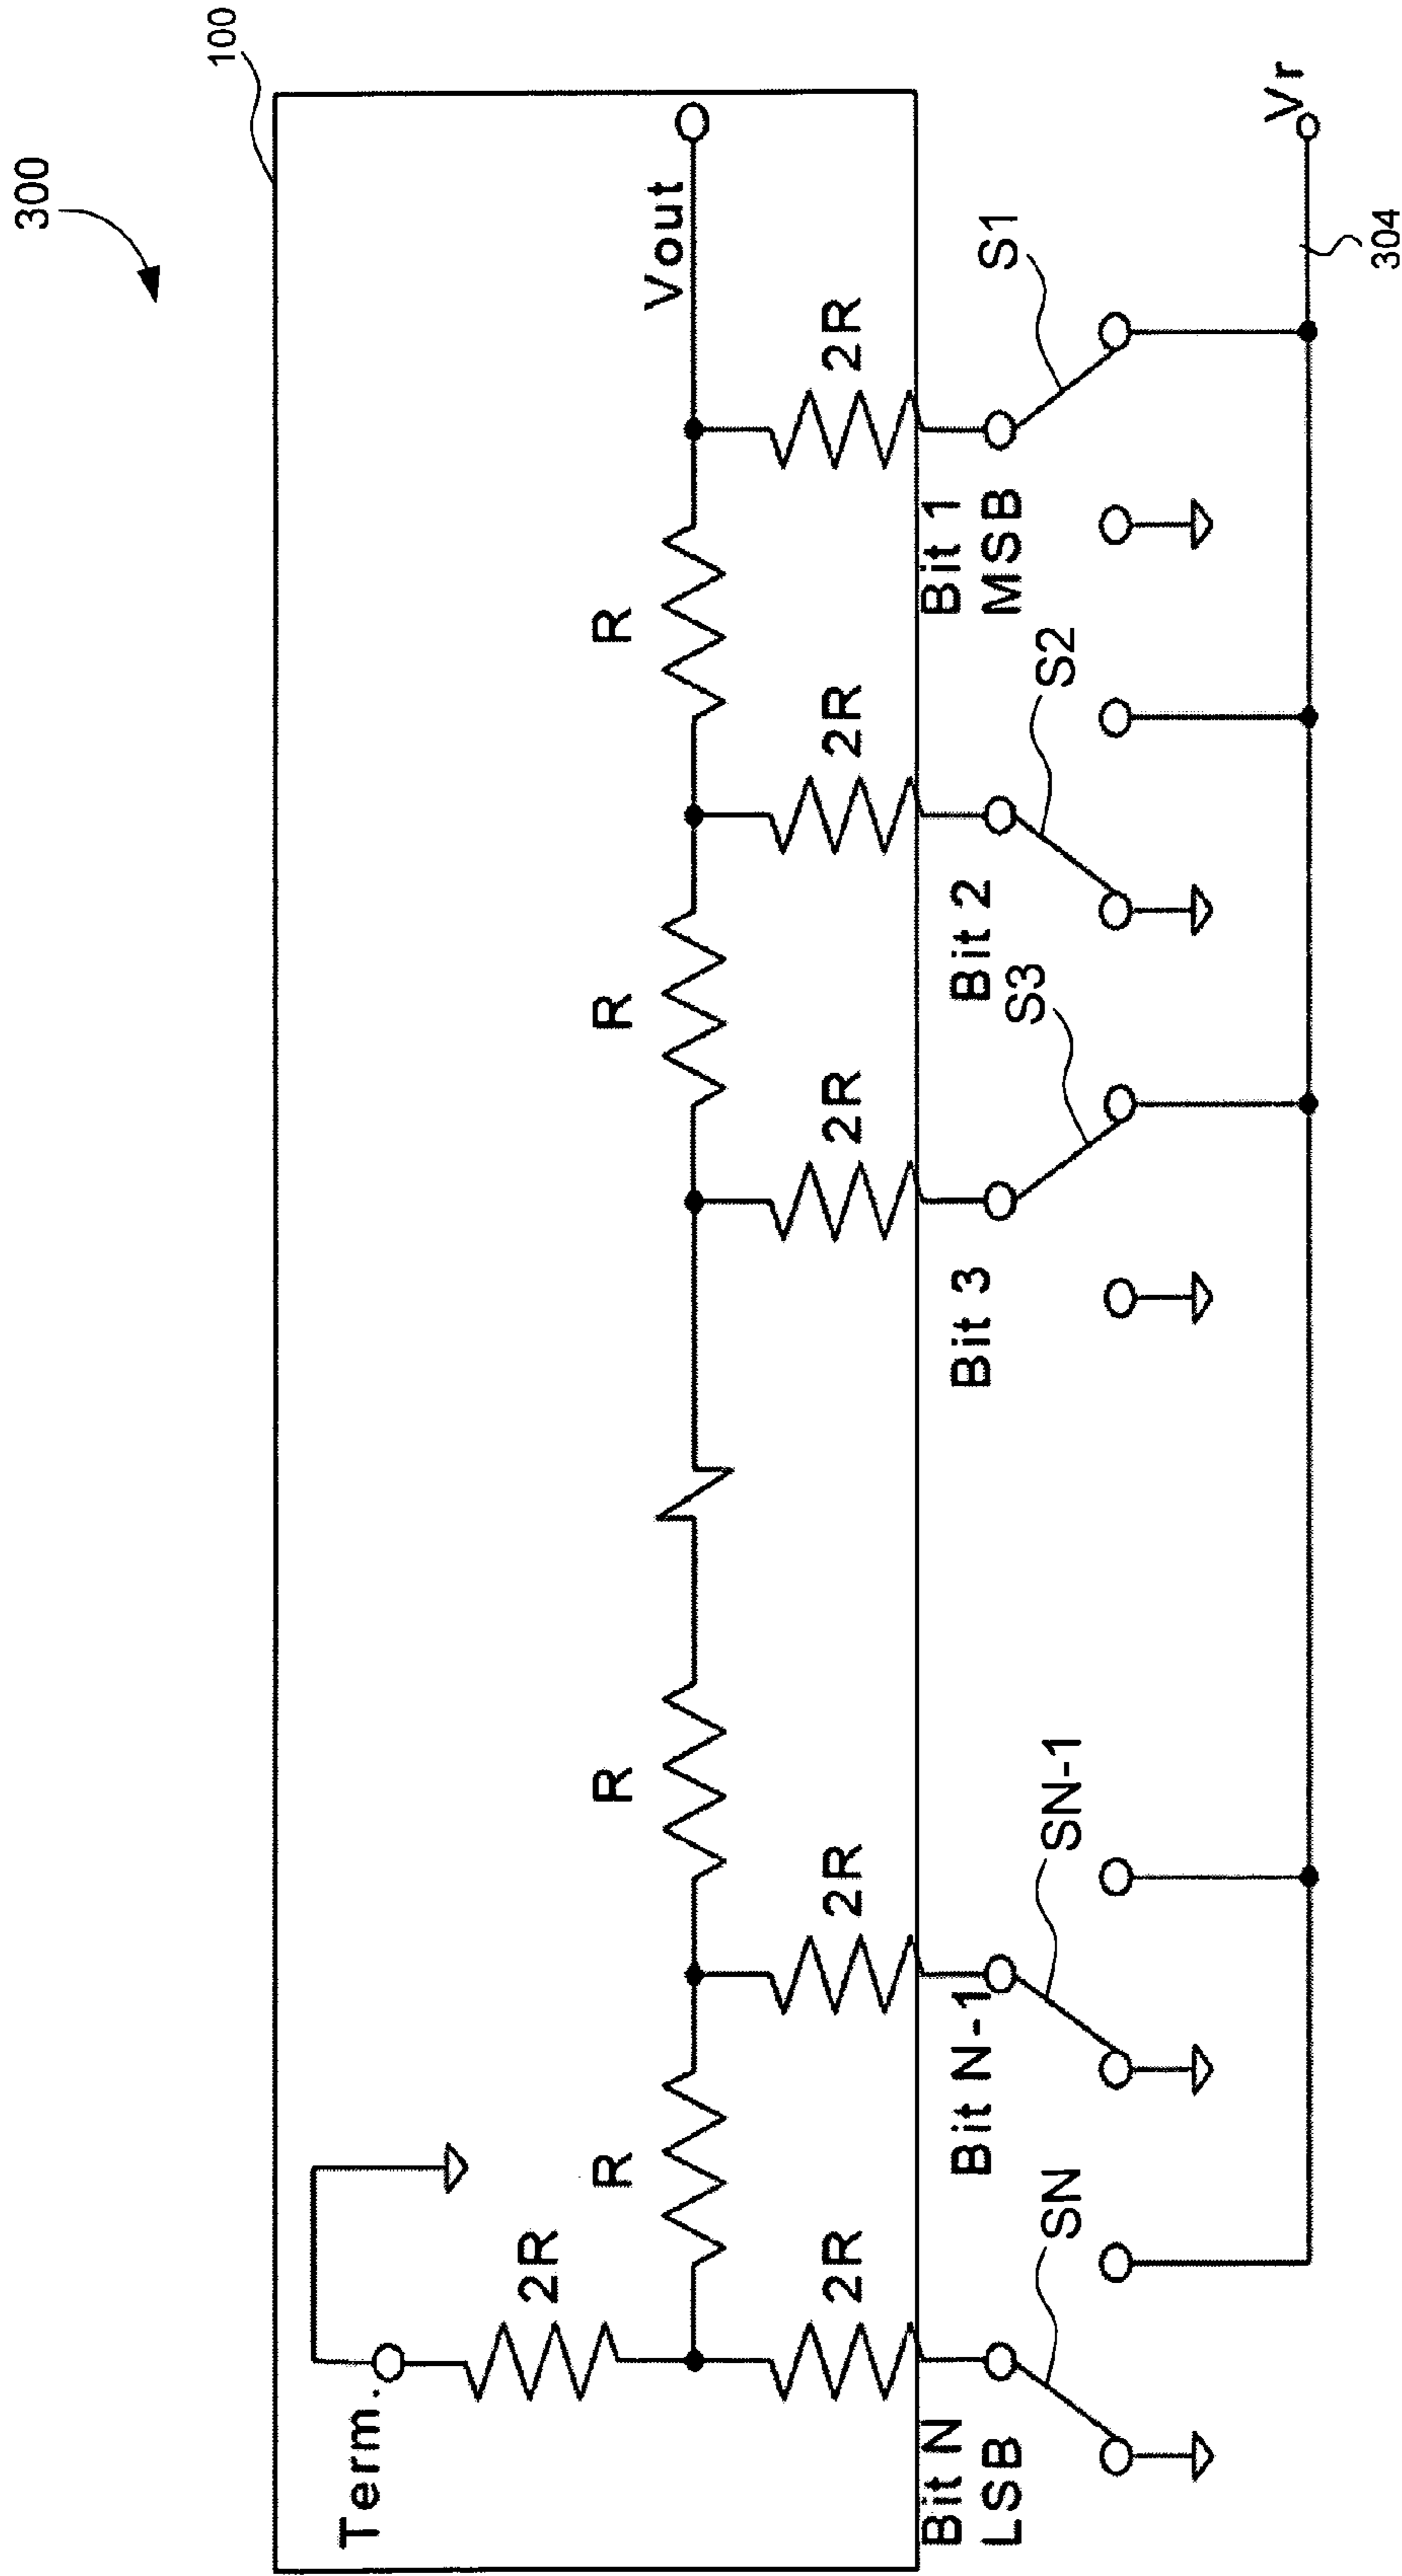 300
100
Term.
2R
R
R
R
R
Vout
2R
2R
2R
2R
2R
Bit N
LSB
Bit N-1
Bit 3
Bit 2
Bit 1
MSB
SN
SN-1
S3
S2
S1
Vr
304